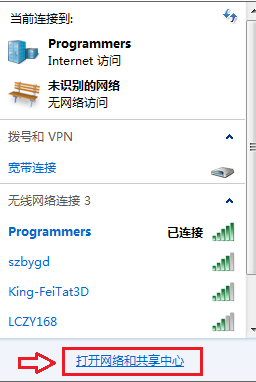 当前连接到:
Programmers
Internet 访问
未识别的网络
无网络访问
拨号和 VPN
宽带连接
无线网络连接 3
Programmers 已连接
szbygd
King-FeiTat3D
LCZY168
打开网络和共享中心